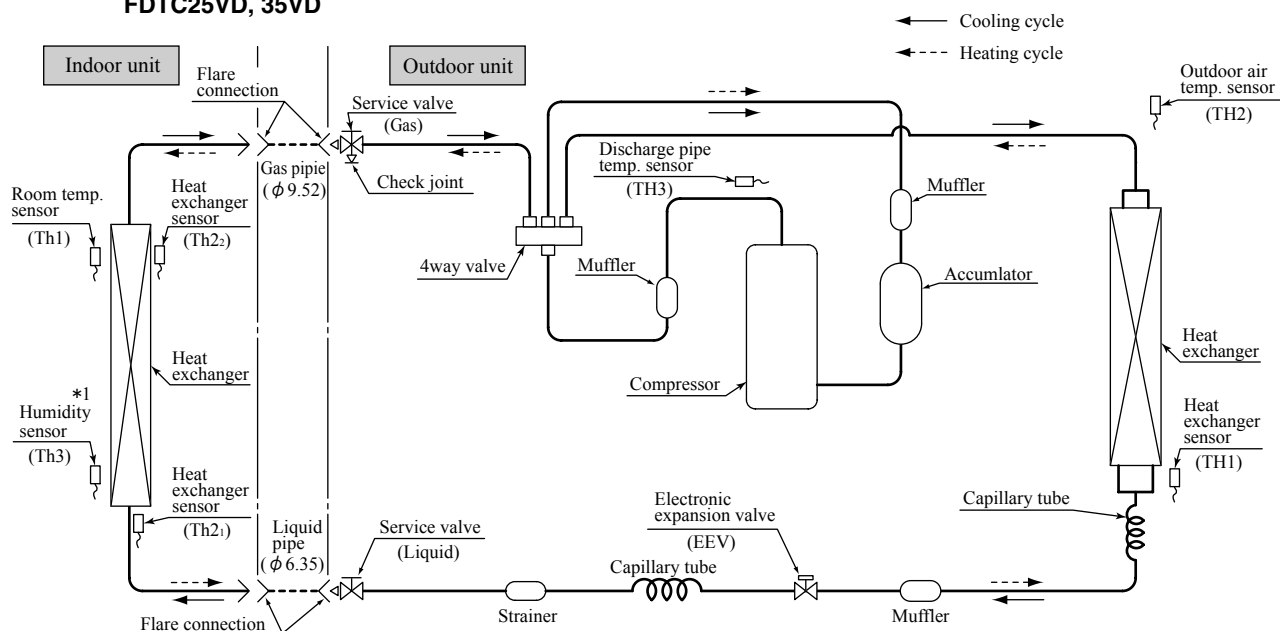 FDTC25VD, 35VD
Cooling cycle
Heating cycle
Indoor unit
Outdoor unit
Flare
connection
Service valve
(Gas)
Outdoor air
temp. sensor
(TH2)
Gas pipie
(ϕ9.52)
Check joint
Discharge pipe
temp. sensor
(TH3)
Muffler
Room temp.
sensor
(Th1)
Heat
exchanger
sensor
(Th2₂)
4way valve
Muffler
Accumlator
Heat
exchanger
Compressor
Heat
exchanger
*1
Humidity
sensor
(Th3)
Heat
exchanger
sensor
(TH1)
Heat
exchanger
sensor
(Th2₁)
Liquid
pipe
(ϕ6.35)
Service valve
(Liquid)
Electronic
expansion valve
(EEV)
Capillary tube
Capillary tube
Strainer
Muffler
Flare connection